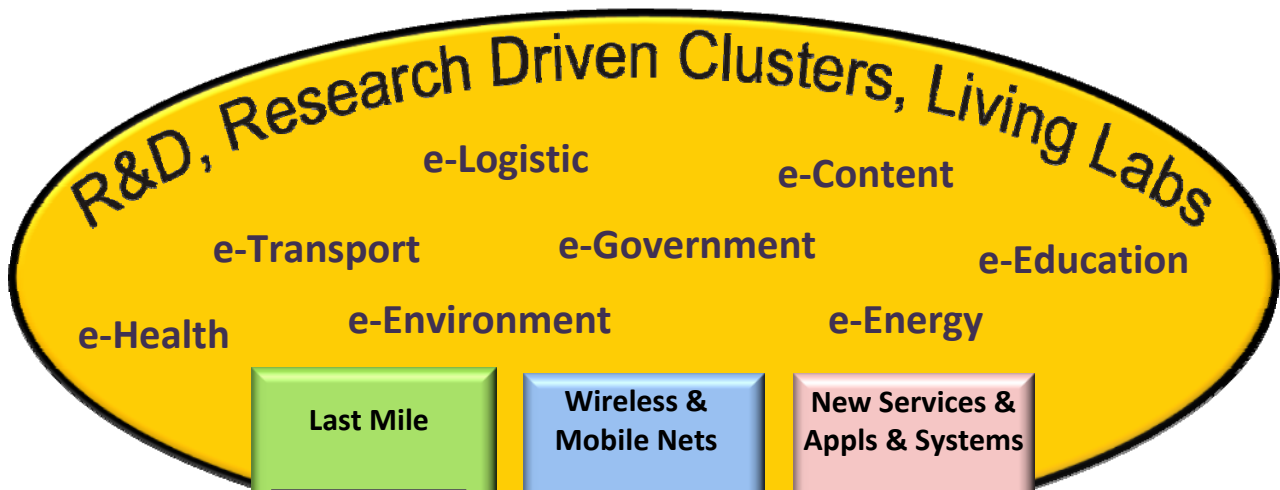 R&D, Research Driven Clusters, Living Labs
e-Logistic
e-Content
e-Transport
e-Government
e-Education
e-Health
e-Environment
e-Energy
Last Mile
Wireless &
Mobile Nets
New Services &
Appls & Systems